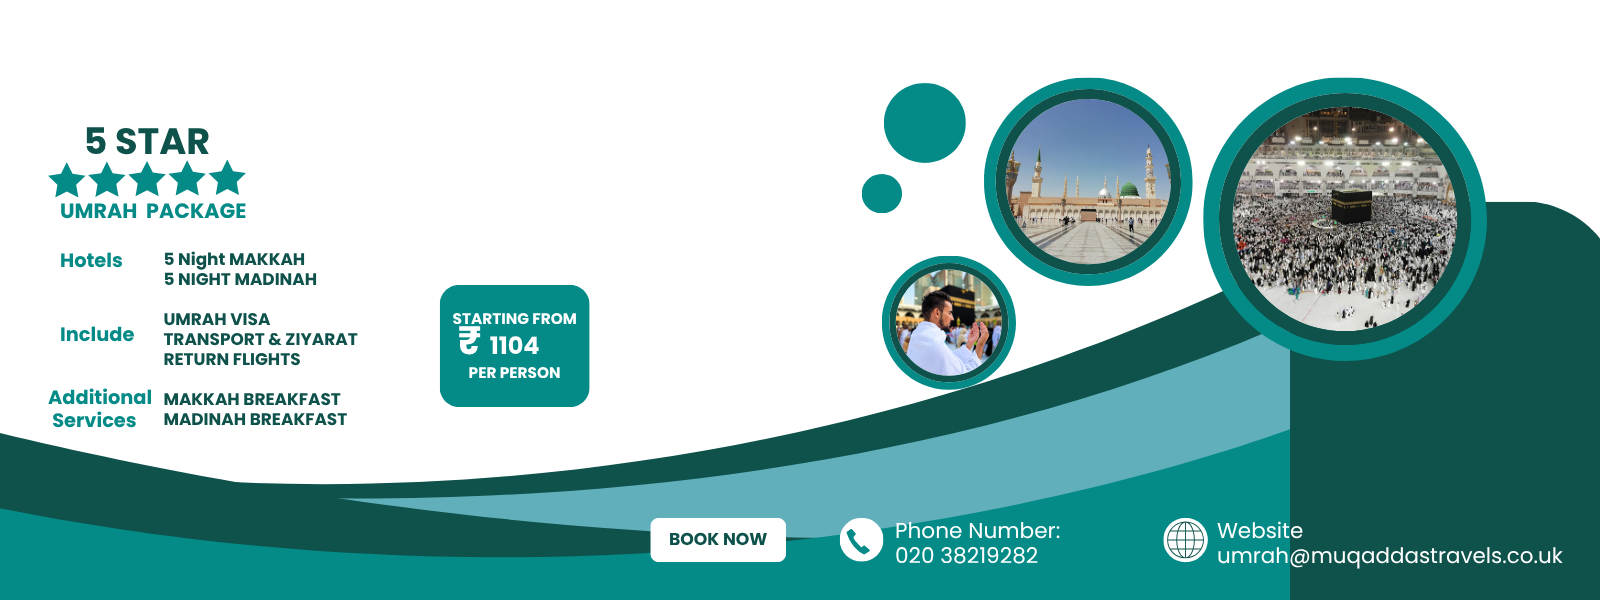 5 STAR
UMRAH PACKAGE
Hotels
5 Night MAKKAH
5 NIGHT MADINAH
Include
UMRAH VISA
TRANSPORT & ZIYARAT
RETURN FLIGHTS
Additional
Services
MAKKAH BREAKFAST
MADINAH BREAKFAST
STARTING FROM
₹ 1104
PER PERSON
BOOK NOW
Phone Number:
020 38219282
Website
umrah@muqaddastravels.co.uk